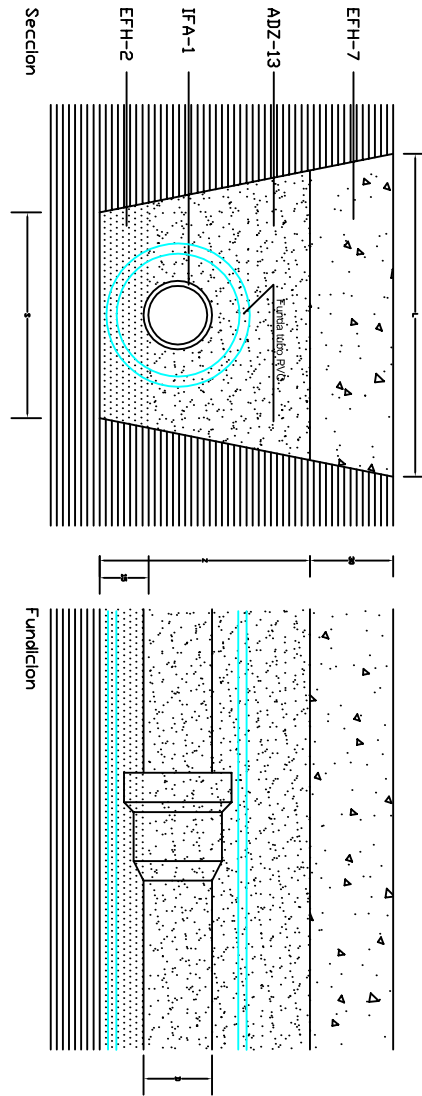 EFH-7
ADZ-13
Funda tubo PVC
IFA-1
EFH-2
Seccion
Fundicion